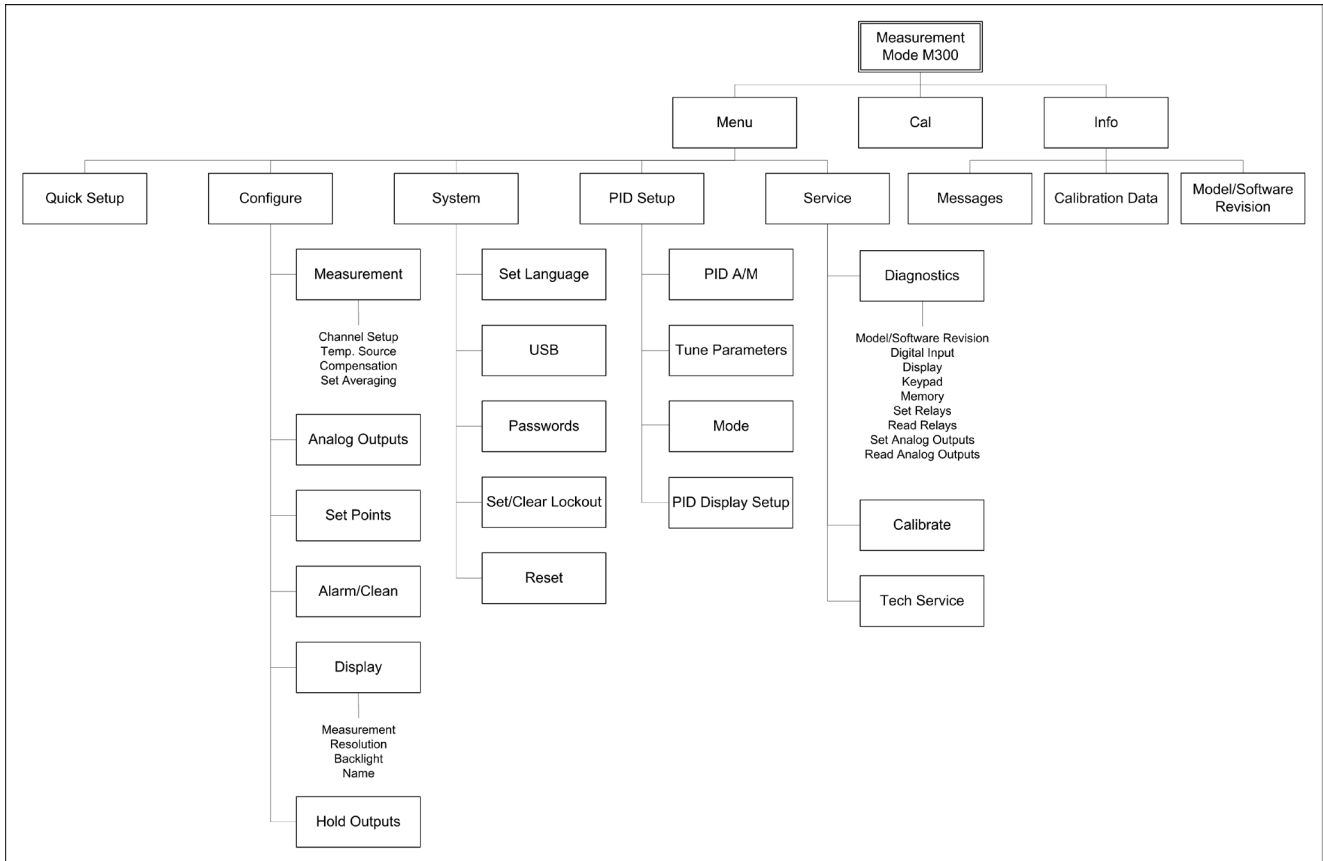 Measurement
Mode M300
Menu
Cal
Info
Quick Setup
Configure
System
PID Setup
Service
Messages
Calibration Data
Model/Software
Revision
Measurement
Channel Setup
Temp. Source
Compensation
Set Averaging
Analog Outputs
Set Points
Alarm/Clean
Display
Measurement
Resolution
Backlight
Name
Hold Outputs
Set Language
USB
Passwords
Set/Clear Lockout
Reset
PID A/M
Tune Parameters
Mode
PID Display Setup
Diagnostics
Model/Software Revision
Digital Input
Display
Keypad
Memory
Set Relays
Read Relays
Set Analog Outputs
Read Analog Outputs
Calibrate
Tech Service